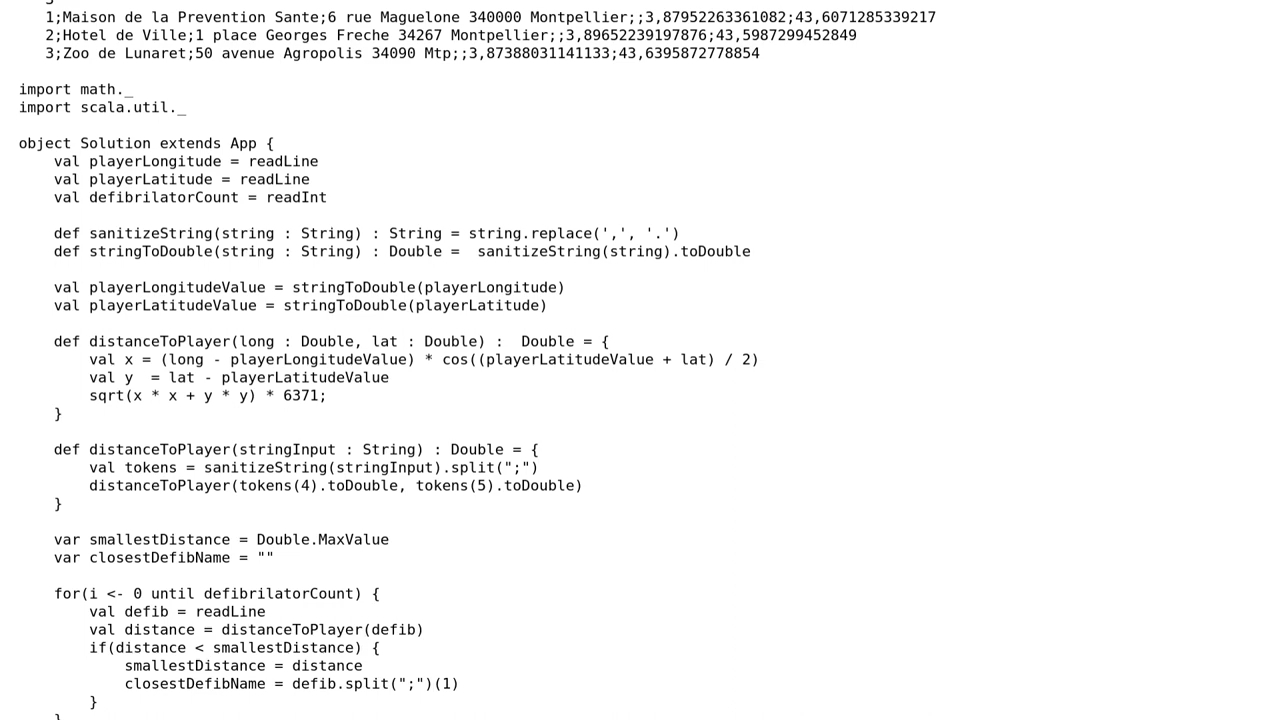 1;Maison de la Prevention Sante;6 rue Maguelone 340000 Montpellier;;3,87952263361082;43,6071285339217
2;Hotel de Ville;1 place Georges Freche 34267 Montpellier;;3,89652239197876;43,5987299452849
3;Zoo de Lunaret;50 avenue Agropolis 34090 Mtp;;3,87388031141133;43,6395872778854
import math._
import scala.util._
object Solution extends App {
    val playerLongitude = readLine
    val playerLatitude = readLine
    val defibrilatorCount = readInt
    def sanitizeString(string : String) : String = string.replace(',', '.')
    def stringToDouble(string : String) : Double =  sanitizeString(string).toDouble
    val playerLongitudeValue = stringToDouble(playerLongitude)
    val playerLatitudeValue = stringToDouble(playerLatitude)
    def distanceToPlayer(long : Double, lat : Double) :  Double = {
        val x = (long - playerLongitudeValue) * cos((playerLatitudeValue + lat) / 2)
        val y  = lat - playerLatitudeValue
        sqrt(x * x + y * y) * 6371;
    }
    def distanceToPlayer(stringInput : String) : Double = {
        val tokens = sanitizeString(stringInput).split(";")
        distanceToPlayer(tokens(4).toDouble, tokens(5).toDouble)
    }
    var smallestDistance = Double.MaxValue
    var closestDefibName = ""
    for(i <- 0 until defibrilatorCount) {
        val defib = readLine
        val distance = distanceToPlayer(defib)
        if(distance < smallestDistance) {
            smallestDistance = distance
            closestDefibName = defib.split(";")(1)
        }
    }